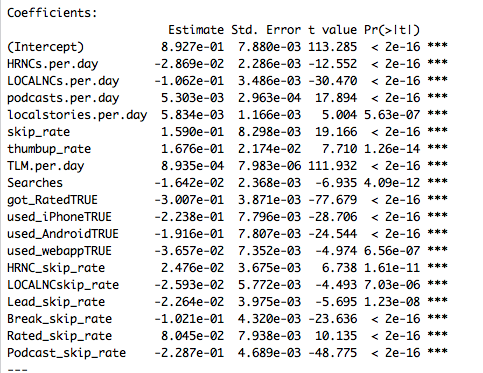 Coefficients:
Estimate Std. Error t value Pr(>|t|)
(Intercept) 8.927e-01 7.880e-03 113.285 < 2e-16 ***
HRNCs.per.day -2.869e-02 2.286e-03 -12.552 < 2e-16 ***
LOCALNCs.per.day -1.062e-01 3.486e-03 -30.470 < 2e-16 ***
podcasts.per.day 5.303e-03 2.963e-04 17.894 < 2e-16 ***
localstories.per.day 5.834e-03 1.166e-03 5.004 5.63e-07 ***
skip_rate 1.590e-01 8.298e-03 19.166 < 2e-16 ***
thumbup_rate 1.676e-01 2.174e-02 7.710 1.26e-14 ***
TLM.per.day 8.935e-04 7.983e-06 111.932 < 2e-16 ***
Searches -1.642e-02 2.368e-03 -6.935 4.09e-12 ***
got_RatedTRUE -3.007e-01 3.871e-03 -77.679 < 2e-16 ***
used_iPhoneTRUE -2.238e-01 7.796e-03 -28.706 < 2e-16 ***
used_AndroidTRUE -1.916e-01 7.807e-03 -24.544 < 2e-16 ***
used_webappTRUE -3.657e-02 7.352e-03 -4.974 6.56e-07 ***
HRNC_skip_rate 2.476e-02 3.675e-03 6.738 1.61e-11 ***
LOCALNCskip_rate -2.593e-02 5.772e-03 -4.493 7.03e-06 ***
Lead_skip_rate -2.264e-02 3.975e-03 -5.695 1.23e-08 ***
Break_skip_rate -1.021e-01 4.320e-03 -23.636 < 2e-16 ***
Rated_skip_rate 8.045e-02 7.938e-03 10.135 < 2e-16 ***
Podcast_skip_rate -2.287e-01 4.689e-03 -48.775 < 2e-16 ***
---